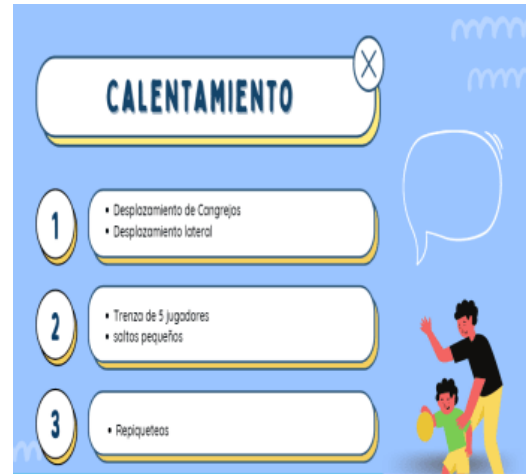 CALENTAMIENTO
1
• Desplazamiento de Cangrejos
• Desplazamiento lateral
2
• Trenza de 5 jugadores
• saltos pequeños
3
• Repiqueteos